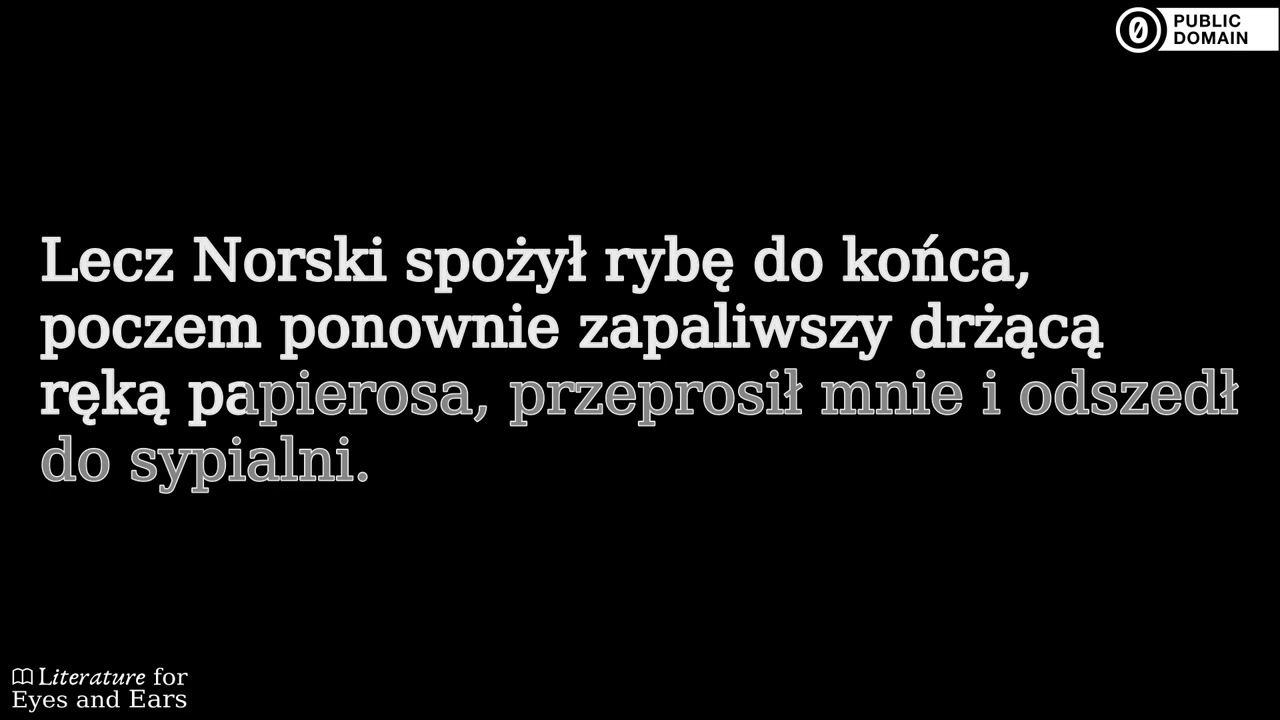 PUBLIC
DOMAIN
Lecz Norski spożył rybę do końca,
poczem ponownie zapaliwszy drżącą
ręką papierosa, przeprosił mnie i odszedł
do sypialni.
Literature for
Eyes and Ears